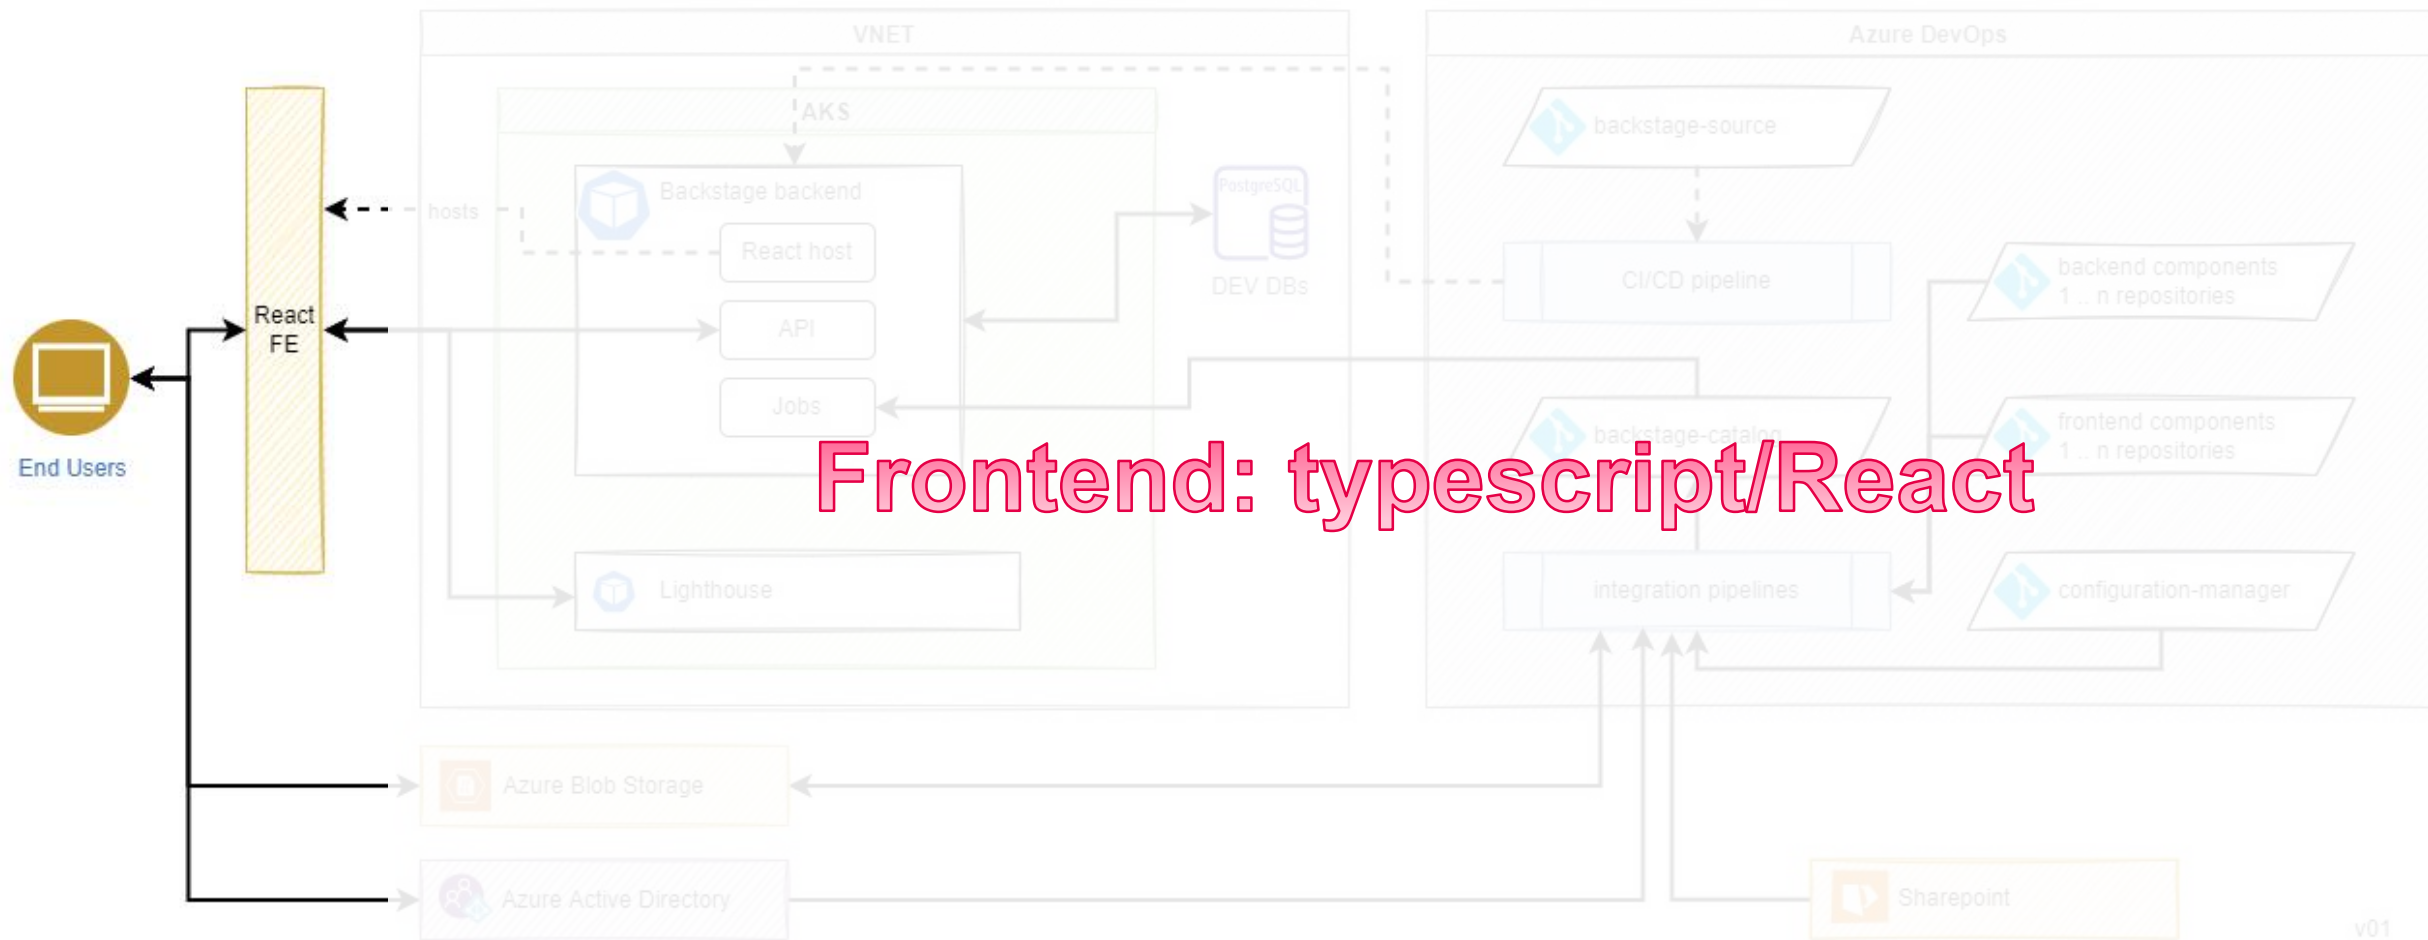 VNET
Azure DevOps
AKS
backstage-source
Backstage backend
PostgreSQL
hosts
React host
DEV DBs
CI/CD pipeline
backend components
1 .. n repositories
React
FE
API
Jobs
backstage-catalog
frontend components
1 .. n repositories
End Users
Frontend: typescript/React
Lighthouse
integration pipelines
configuration-manager
Azure Blob Storage
Azure Active Directory
Sharepoint
v01